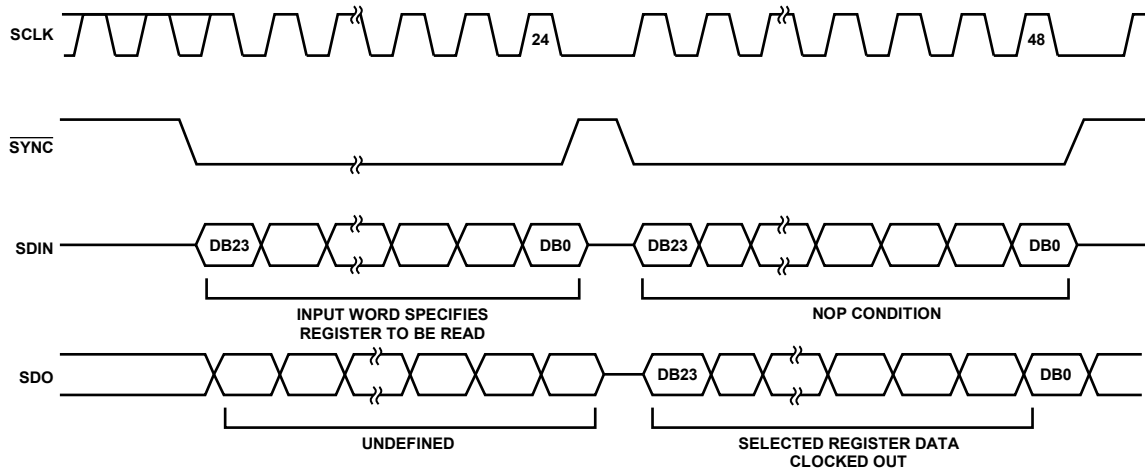 SCLK
24
48
SYNC
SDIN
DB23
DB0
DB23
DB0
INPUT WORD SPECIFIES
REGISTER TO BE READ
NOP CONDITION
SDO
DB23
DB0
UNDEFINED
SELECTED REGISTER DATA
CLOCKED OUT